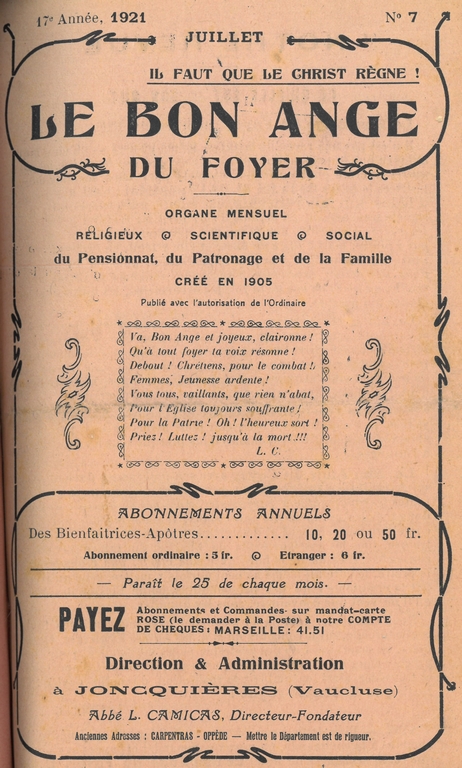 17e Année, 1921 No 7
JUILLET
IL FAUT QUE LE CHRIST RÈGNE !
LE BON ANGE
DU FOYER
ORGANE MENSUEL
RELIGIEUX SCIENTIFIQUE SOCIAL
du Pensionnat, du Patronage et de la Famille
CRÉÉ EN 1905
Publié avec l'autorisation de l'Ordinaire
Va, Bon Ange et joyeux, claironne !
Qu'à tout foyer ta voix résonne !
Debout ! Chrétiens, pour le combat !
Femmes, Jeunesse ardente !
Vous tous, vaillants, que rien n'abat,
Pour l'Eglise toujours souffrante !
Pour la Patrie ! Oh ! l'heureux sort !
Priez ! Luttez ! jusqu'à la mort !!!
L. C.
ABONNEMENTS ANNUELS
Des Bienfaitrices-Apôtres............. 10, 20 ou 50 fr.
Abonnement ordinaire : 5 fr. Etranger : 6 fr.
— Paraît le 25 de chaque mois. —
PAYEZ Abonnements et Commandes sur mandat-carte
ROSE (le demander à la Poste) à notre COMPTE
DE CHEQUES : MARSEILLE : 41.51
Direction & Administration
à JONCQUIÈRES (Vaucluse)
Abbé L. CAMICAS, Directeur-Fondateur
Anciennes Adresses : CARPENTRAS - OPPÈDE — Mettre le Département est de rigueur.